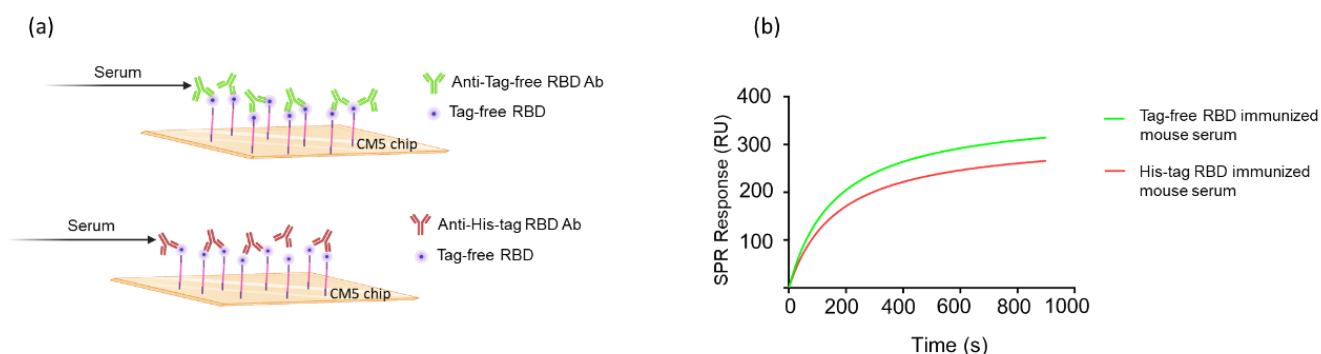 (a)
Serum
Anti-Tag-free RBD Ab
Tag-free RBD
CM5 chip
Serum
Anti-His-tag RBD Ab
Tag-free RBD
CM5 chip
(b)
400
300
200
100
0
200
400
600
800
1000
SPR Response (RU)
Time (s)
Tag-free RBD immunized
mouse serum
His-tag RBD immunized
mouse serum